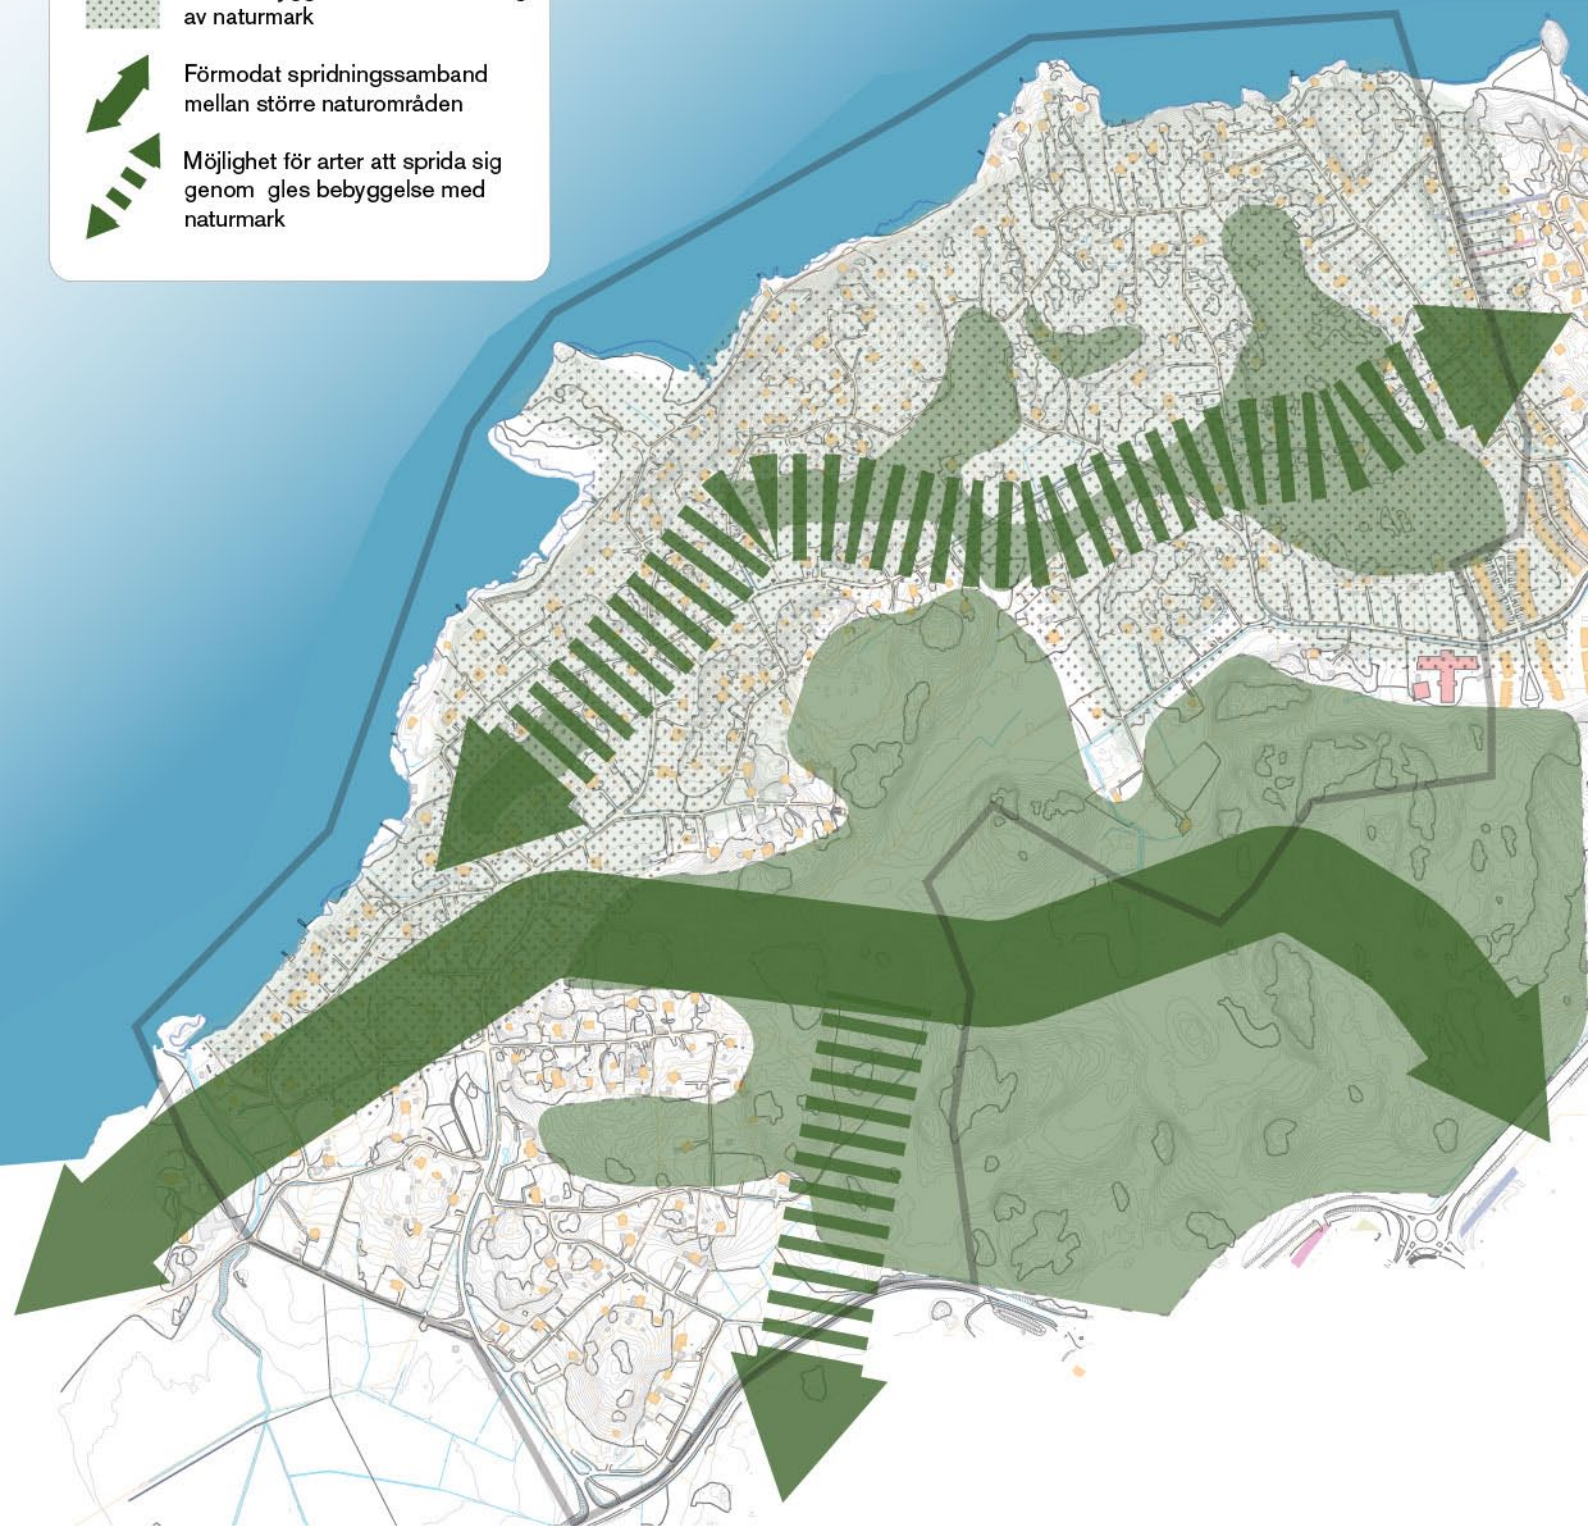 av naturmark
Förmodat spridningssamband
mellan större naturområden
Möjlighet för arter att sprida sig
genom gles bebyggelse med
naturmark